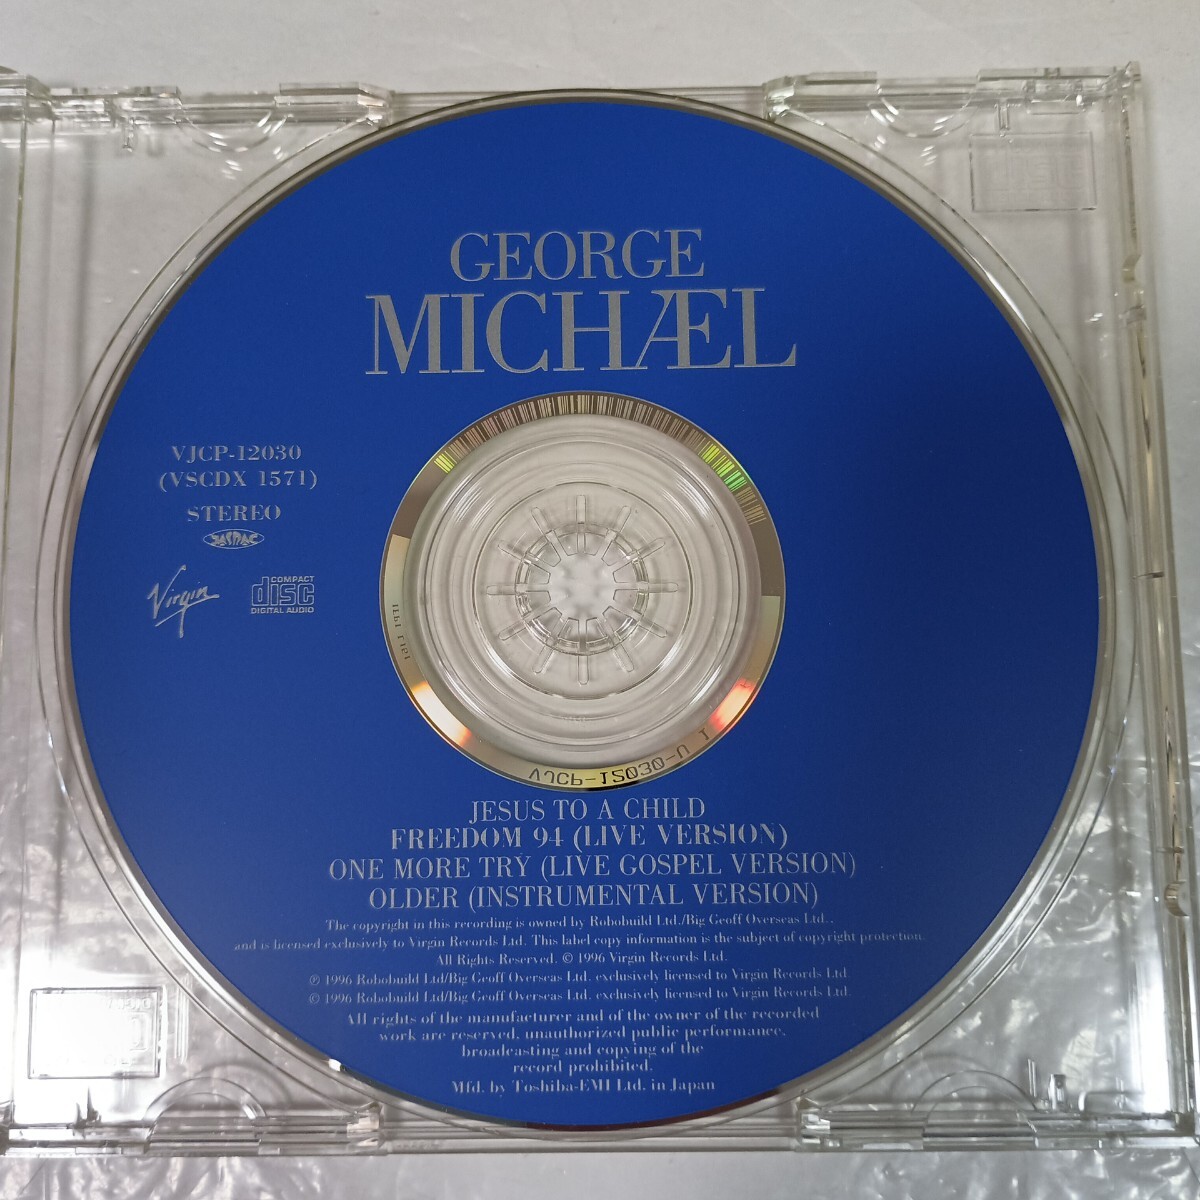 GEORGE
MICHÆL
VJCP-12030
(VSCDX 1571)
STEREO
JASRAC
Virgin
COMPACT
disc
DIGITAL AUDIO
VJCP-12030-U 1
JESUS TO A CHILD
FREEDOM 94 (LIVE VERSION)
ONE MORE TRY (LIVE GOSPEL VERSION)
OLDER (INSTRUMENTAL VERSION)
The copyright in this recording is owned by Robobuild Ltd./Big Geoff Overseas Ltd.,
and is licensed exclusively to Virgin Records Ltd. This label copy information is the subject of copyright protection.
All Rights Reserved. © 1996 Virgin Records Ltd.
℗ 1996 Robobuild Ltd/Big Geoff Overseas Ltd. exclusively licensed to Virgin Records Ltd.
© 1996 Robobuild Ltd/Big Geoff Overseas Ltd. exclusively licensed to Virgin Records Ltd.
All rights of the manufacturer and of the owner of the recorded
work are reserved. unauthorized public performance,
broadcasting and copying of the
record prohibited.
Mfd. by Toshiba-EMI Ltd. in Japan